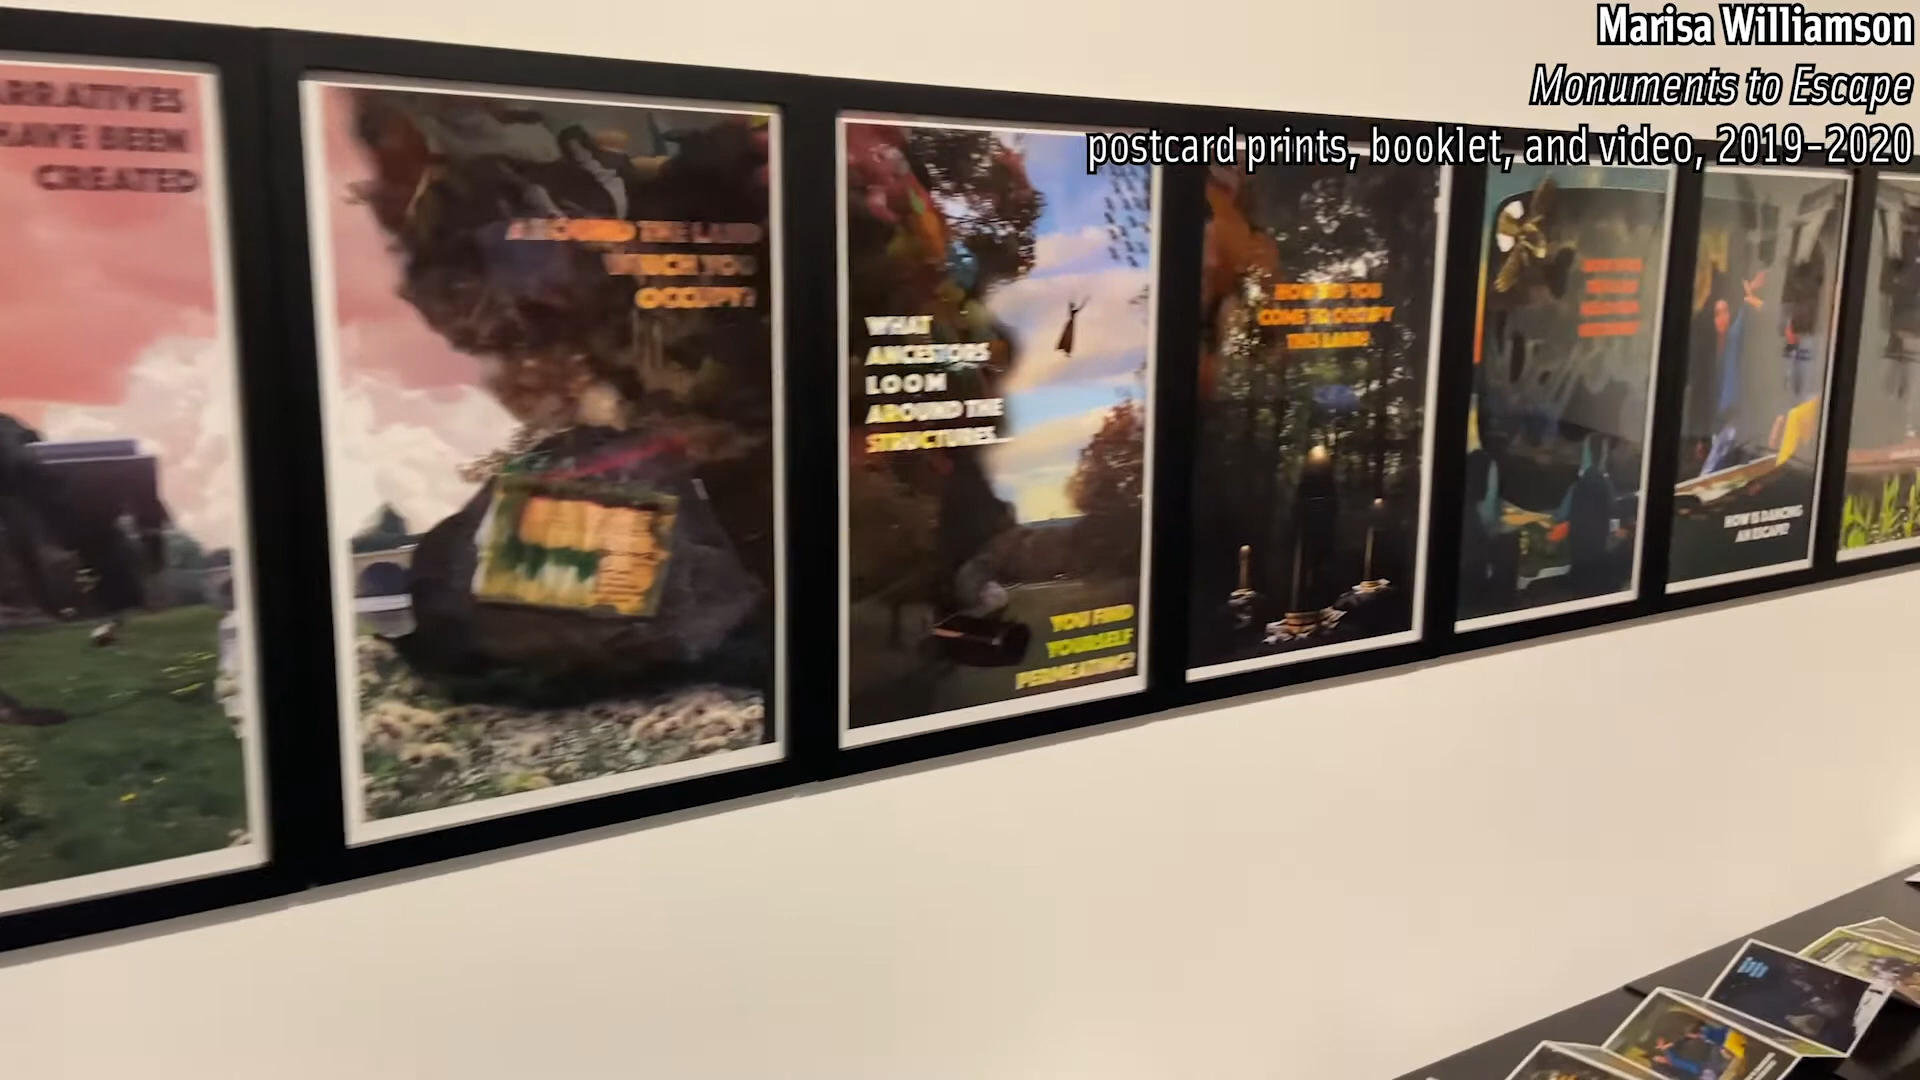 Marisa Williamson
Monuments to Escape
postcard prints, booklet, and video, 2019-2020
ARRATIVES
HAVE BEEN
CREATED
AROUND THE LAND
WHICH YOU
OCCUPY?
WHAT
ANCESTORS
LOOM
AROUND THE
STRUCTURES...
YOU FIND
YOURSELF
PERMEATING?
HOW DID YOU
COME TO OCCUPY
THIS LAND?
HOW IS DANCING
AN ESCAPE?